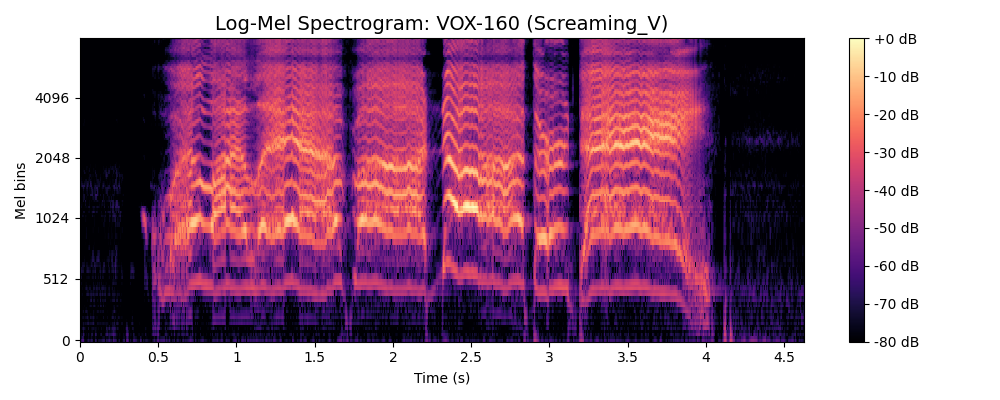 Log-Mel Spectrogram: VOX-160 (Screaming_V)
+0 dB
-10 dB
-20 dB
-30 dB
-40 dB
-50 dB
-60 dB
-70 dB
-80 dB
Mel bins
4096
2048
1024
512
0
0 0.5 1 1.5 2 2.5 3 3.5 4 4.5
Time (s)